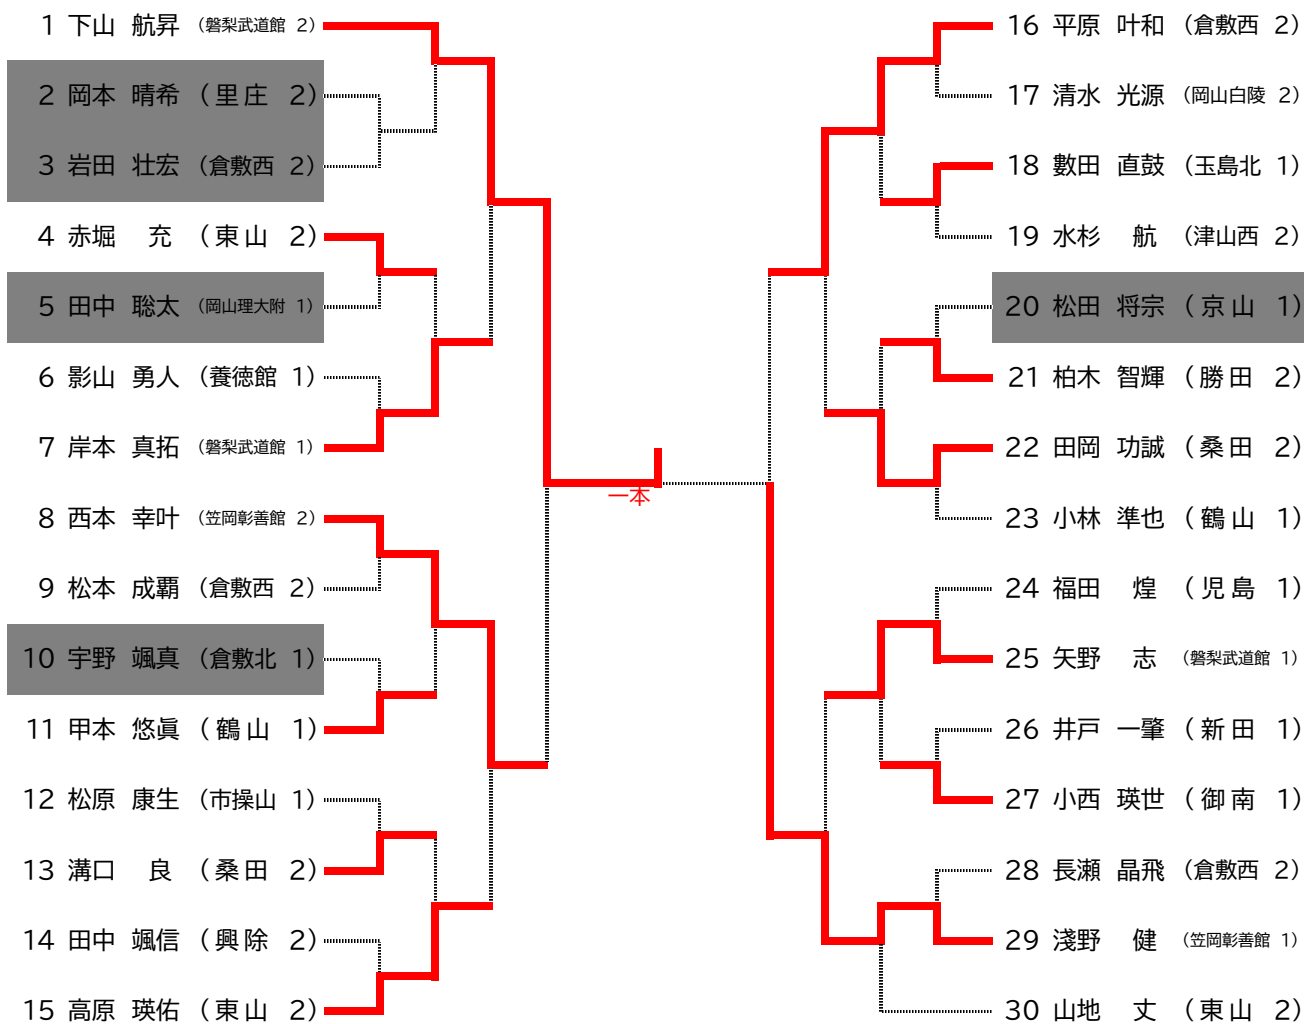 1 下山 航昇 （磐梨武道館 2）
2 岡本 晴希 （里庄 2）
3 岩田 壮宏 （倉敷西 2）
4 赤堀 充 （東山 2）
5 田中 聡太 （岡山理大附 1）
6 影山 勇人 （養徳館 1）
7 岸本 真拓 （磐梨武道館 1）
8 西本 幸叶 （笠岡彰善館 2）
9 松本 成覇 （倉敷西 2）
10 宇野 颯真 （倉敷北 1）
11 甲本 悠眞 （鶴山 1）
12 松原 康生 （市操山 1）
13 溝口 良 （桑田 2）
14 田中 颯信 （興除 2）
15 高原 瑛佑 （東山 2）
一本
16 平原 叶和 （倉敷西 2）
17 清水 光源 （岡山白陵 2）
18 數田 直鼓 （玉島北 1）
19 水杉 航 （津山西 2）
20 松田 将宗 （京山 1）
21 柏木 智輝 （勝田 2）
22 田岡 功誠 （桑田 2）
23 小林 準也 （鶴山 1）
24 福田 煌 （児島 1）
25 矢野 志 （磐梨武道館 1）
26 井戸 一肇 （新田 1）
27 小西 瑛世 （御南 1）
28 長瀬 晶飛 （倉敷西 2）
29 淺野 健 （笠岡彰善館 1）
30 山地 丈 （東山 2）